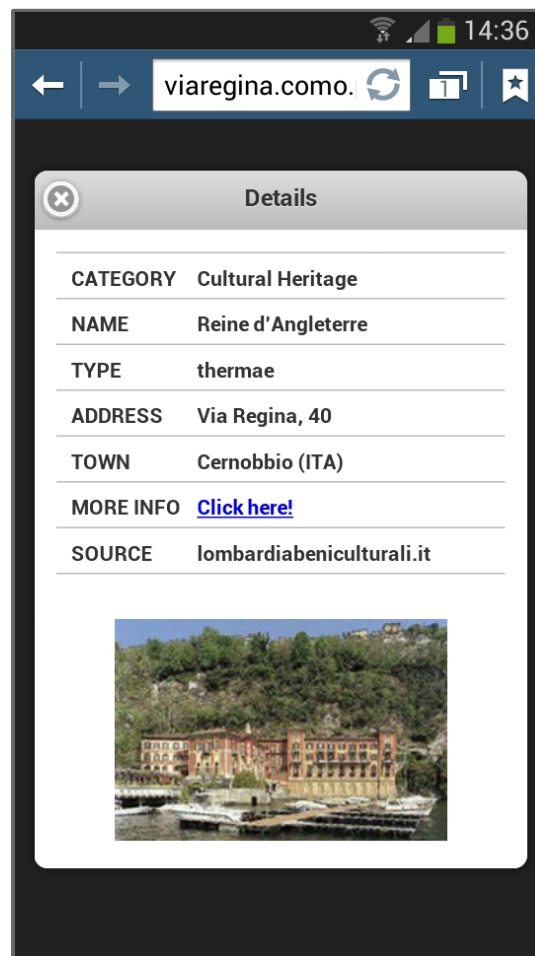 14:36
viaregina.como.
1
Details
CATEGORY Cultural Heritage
NAME Reine d'Angleterre
TYPE thermae
ADDRESS Via Regina, 40
TOWN Cernobbio (ITA)
MORE INFO Click here!
SOURCE lombardiabeniculturali.it